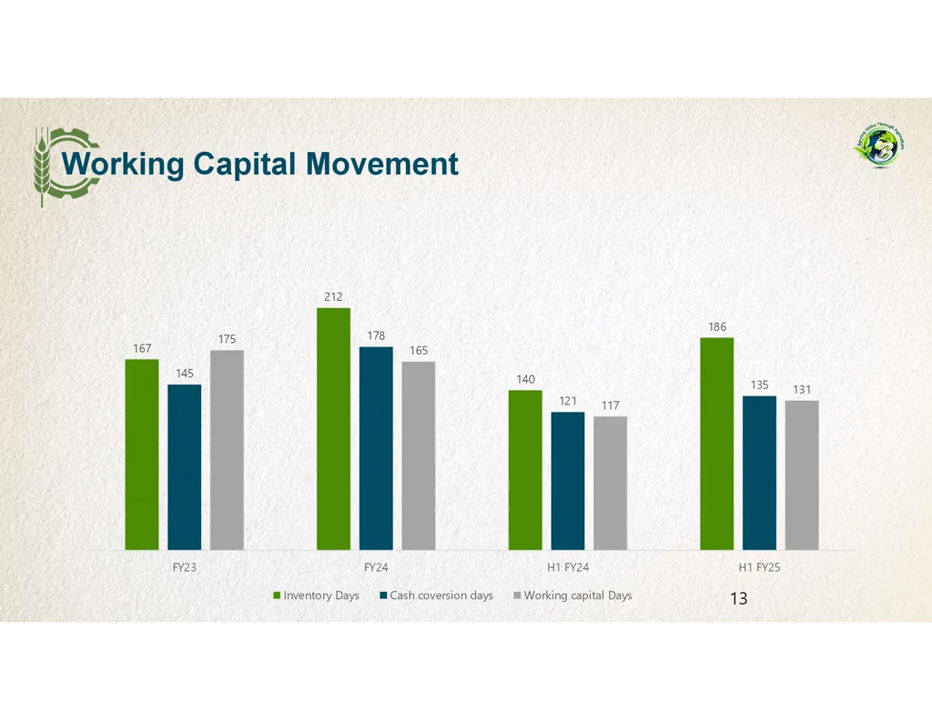 Working Capital Movement
212
186
178
175
167
165
145
140
135
131
121
117
FY23
FY24
H1 FY24
H1 FY25
Inventory Days
Cash coversion days
Working capital Days
13